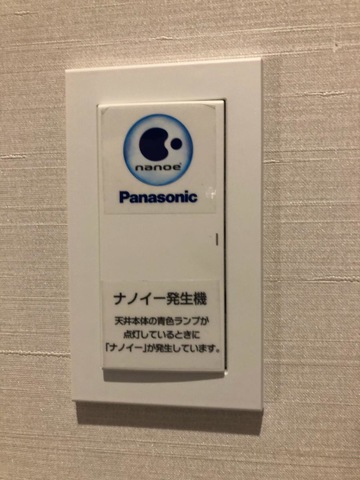 nanoe
Panasonic
ナノイー発生機
天井本体の青色ランプが
点灯しているときに
「ナノイー」が発生しています。